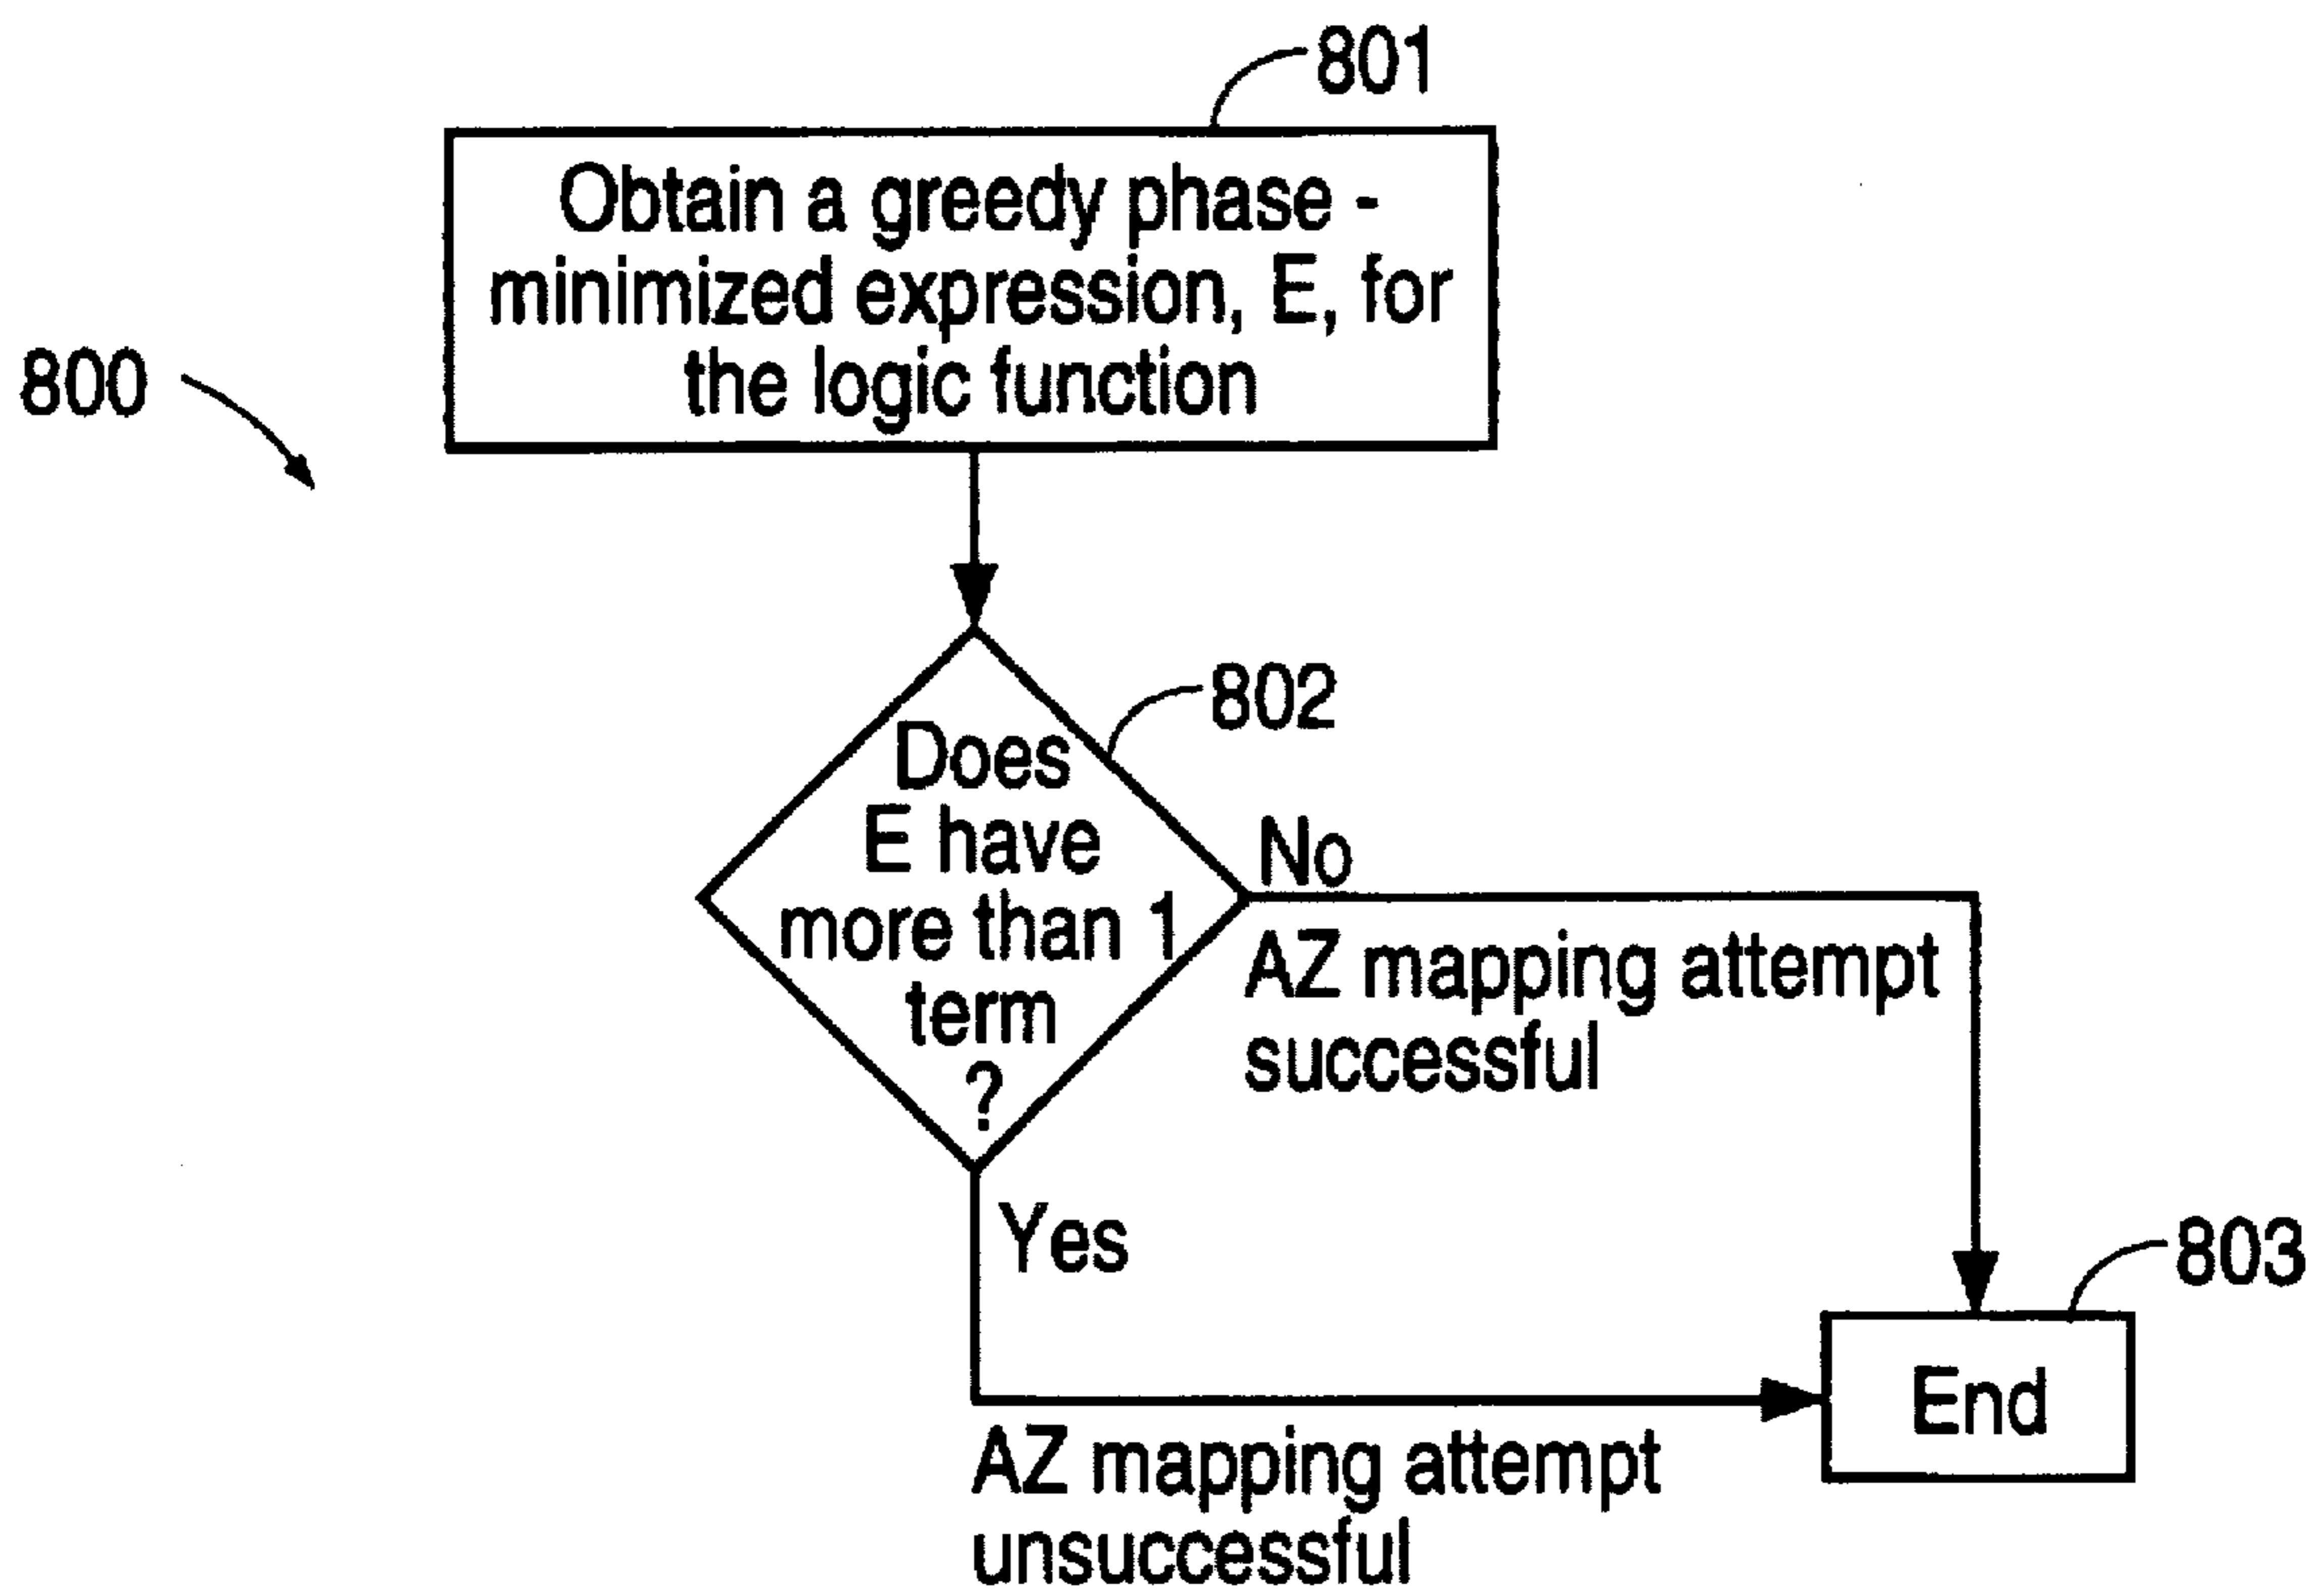 801
Obtain a greedy phase -
minimized expression, E, for
the logic function
800
802
Does
E have
more than 1
term
?
No
AZ mapping attempt
successful
Yes
803
End
AZ mapping attempt
unsuccessful